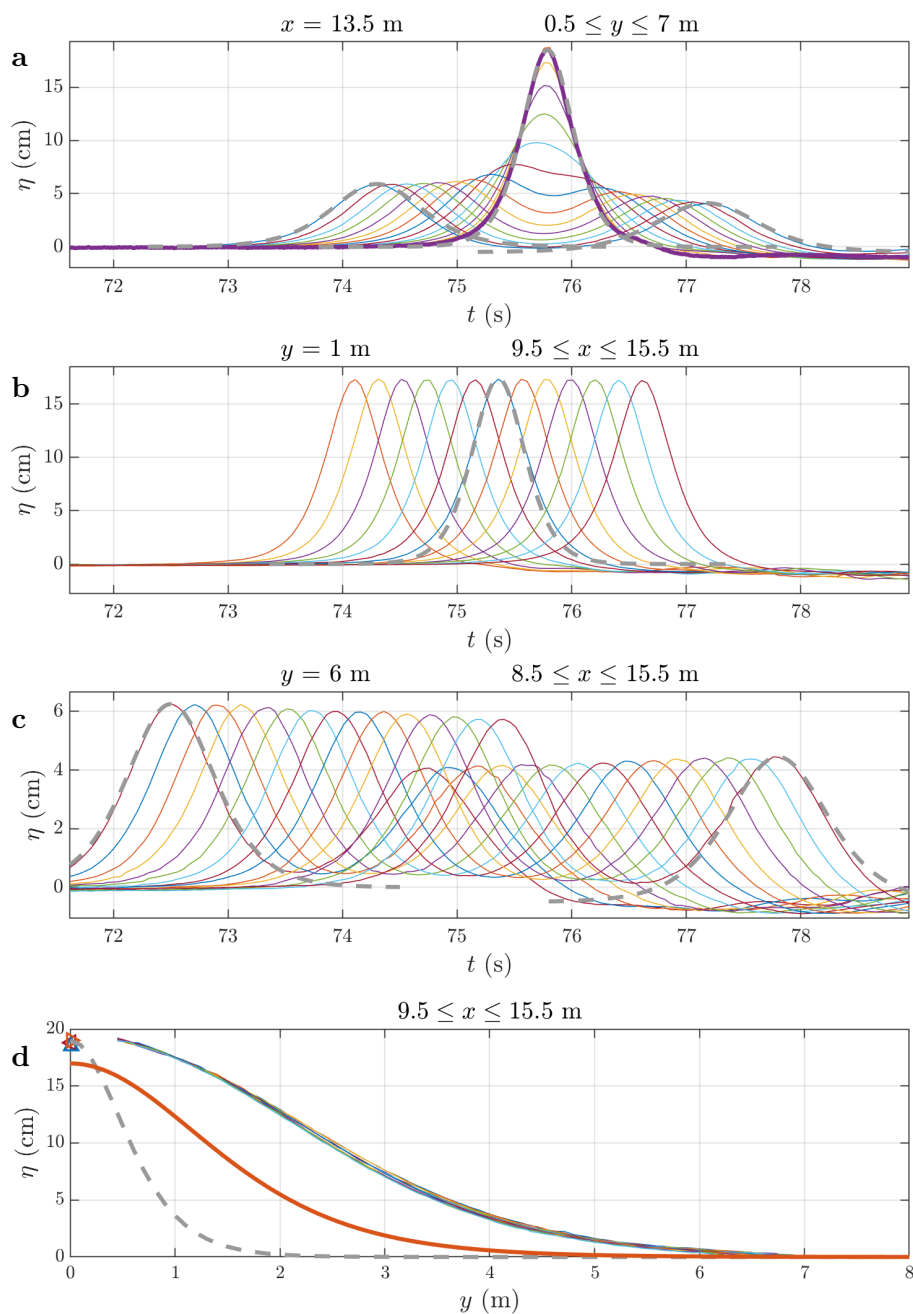 x = 13.5 m 0.5 ≤ y ≤ 7 m
a
15
10
5
0
η (cm)
72 73 74 75 76 77 78
t (s)
y = 1 m 9.5 ≤ x ≤ 15.5 m
b
15
10
5
0
η (cm)
72 73 74 75 76 77 78
t (s)
y = 6 m 8.5 ≤ x ≤ 15.5 m
c
6
4
2
0
η (cm)
72 73 74 75 76 77 78
t (s)
9.5 ≤ x ≤ 15.5 m
d
20
15
10
5
0
η (cm)
0 1 2 3 4 5 6 7 8
y (m)